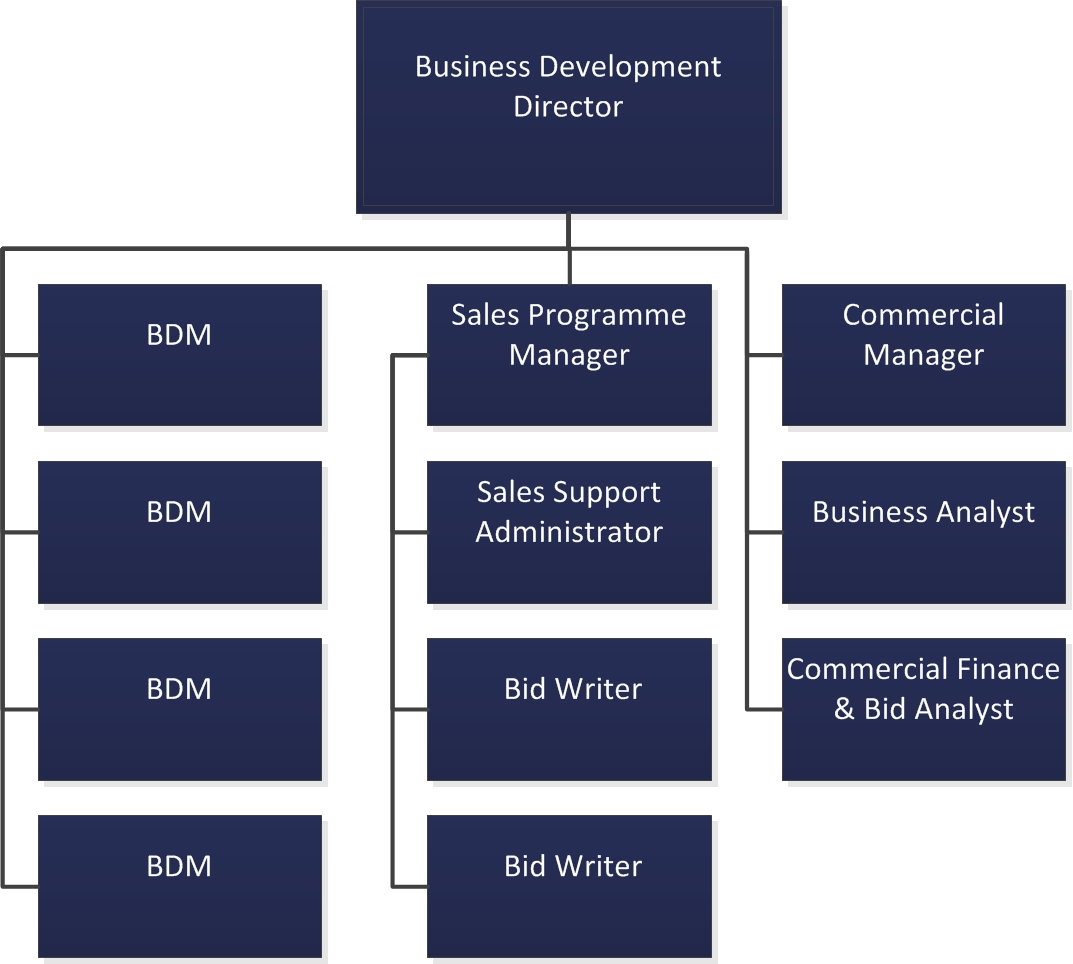 Business Development
Director
BDM
Sales Programme
Manager
Commercial
Manager
BDM
Sales Support
Administrator
Business Analyst
BDM
Bid Writer
Commercial Finance
& Bid Analyst
BDM
Bid Writer